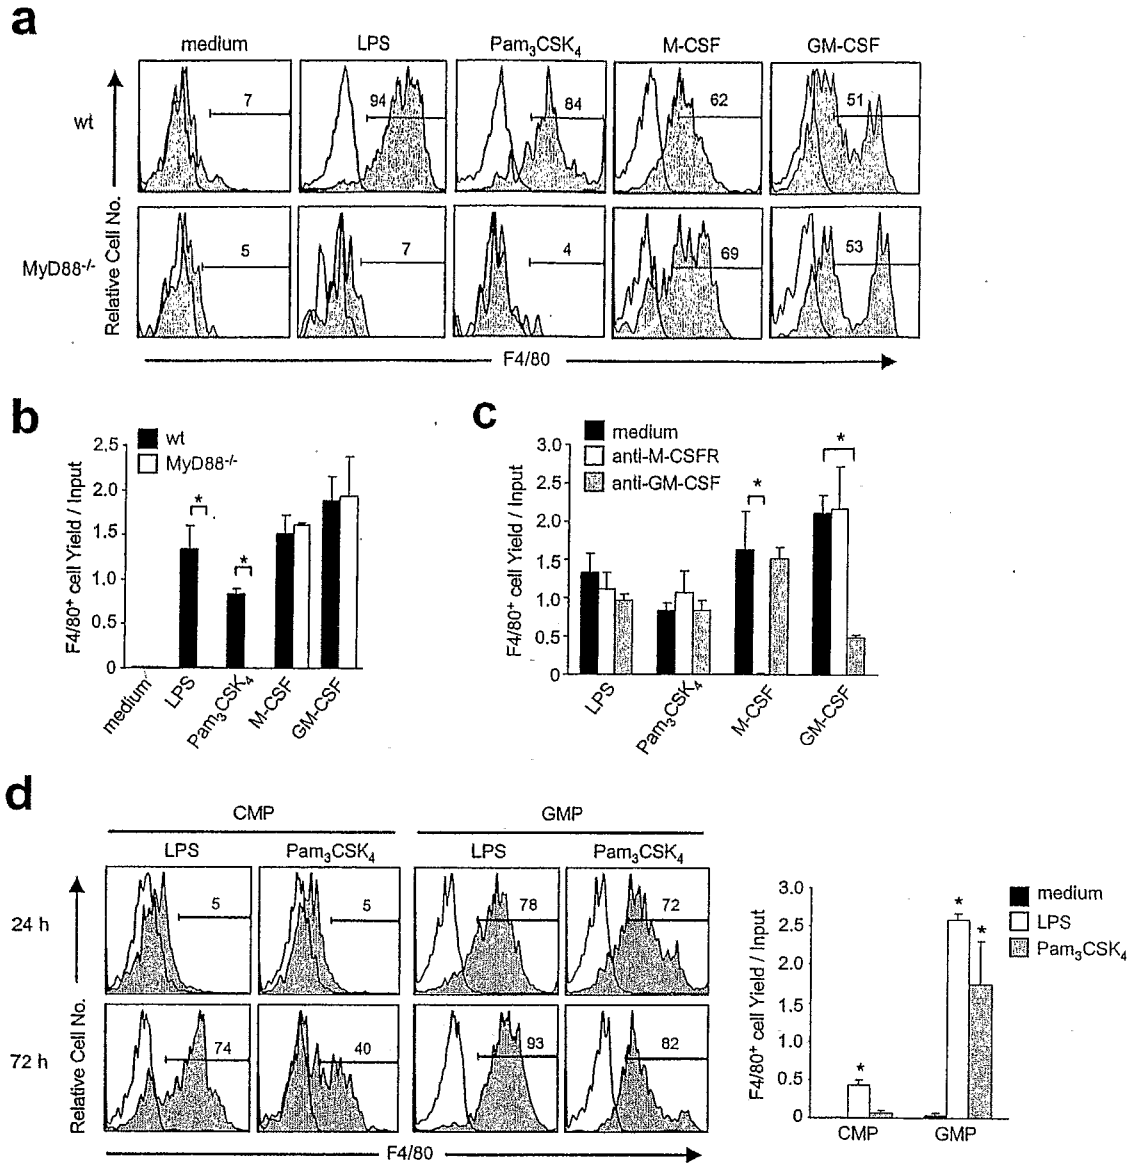 a
medium LPS Pam3CSK4 M-CSF GM-CSF
wt
7 94 84 62 51
MyD88-/-
5 7 4 69 53
Relative Cell No.
F4/80
b
wt
MyD88-/-
F4/80+ cell Yield / Input
2.5
2.0
1.5
1.0
0.5
0
*
*
medium LPS Pam3CSK4 M-CSF GM-CSF
c
medium
anti-M-CSFR
anti-GM-CSF
F4/80+ cell Yield / Input
3.0
2.5
2.0
1.5
1.0
0.5
0
*
*
LPS Pam3CSK4 M-CSF GM-CSF
d
CMP GMP
LPS Pam3CSK4 LPS Pam3CSK4
24 h
5 5 78 72
72 h
74 40 93 82
Relative Cell No.
F4/80
F4/80+ cell Yield / Input
3.0
2.5
2.0
1.5
1.0
0.5
0
*
*
*
CMP GMP
medium
LPS
Pam3CSK4